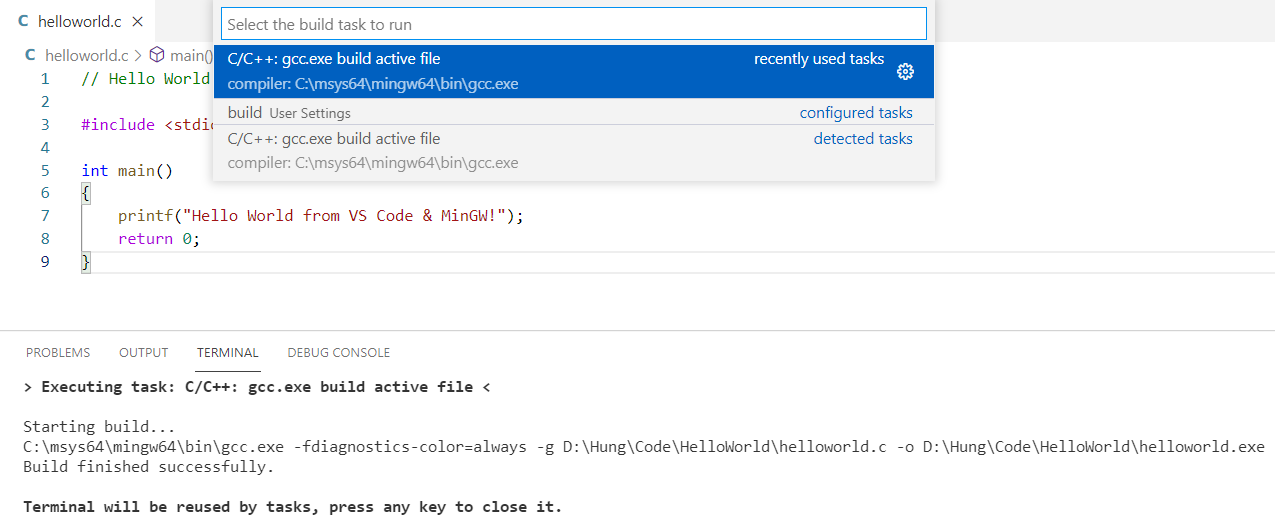 C helloworld.c ×
Select the build task to run
C helloworld.c > main()
C/C++: gcc.exe build active file recently used tasks
compiler: C:\msys64\mingw64\bin\gcc.exe
build User Settings configured tasks
C/C++: gcc.exe build active file detected tasks
compiler: C:\msys64\mingw64\bin\gcc.exe
1 // Hello World
2
3 #include
4
5 int main()
6 {
7 printf("Hello World from VS Code & MinGW!");
8 return 0;
9 }
PROBLEMS OUTPUT TERMINAL DEBUG CONSOLE
> Executing task: C/C++: gcc.exe build active file <
Starting build...
C:\msys64\mingw64\bin\gcc.exe -fdiagnostics-color=always -g D:\Hung\Code\HelloWorld\helloworld.c -o D:\Hung\Code\HelloWorld\helloworld.exe
Build finished successfully.
Terminal will be reused by tasks, press any key to close it.